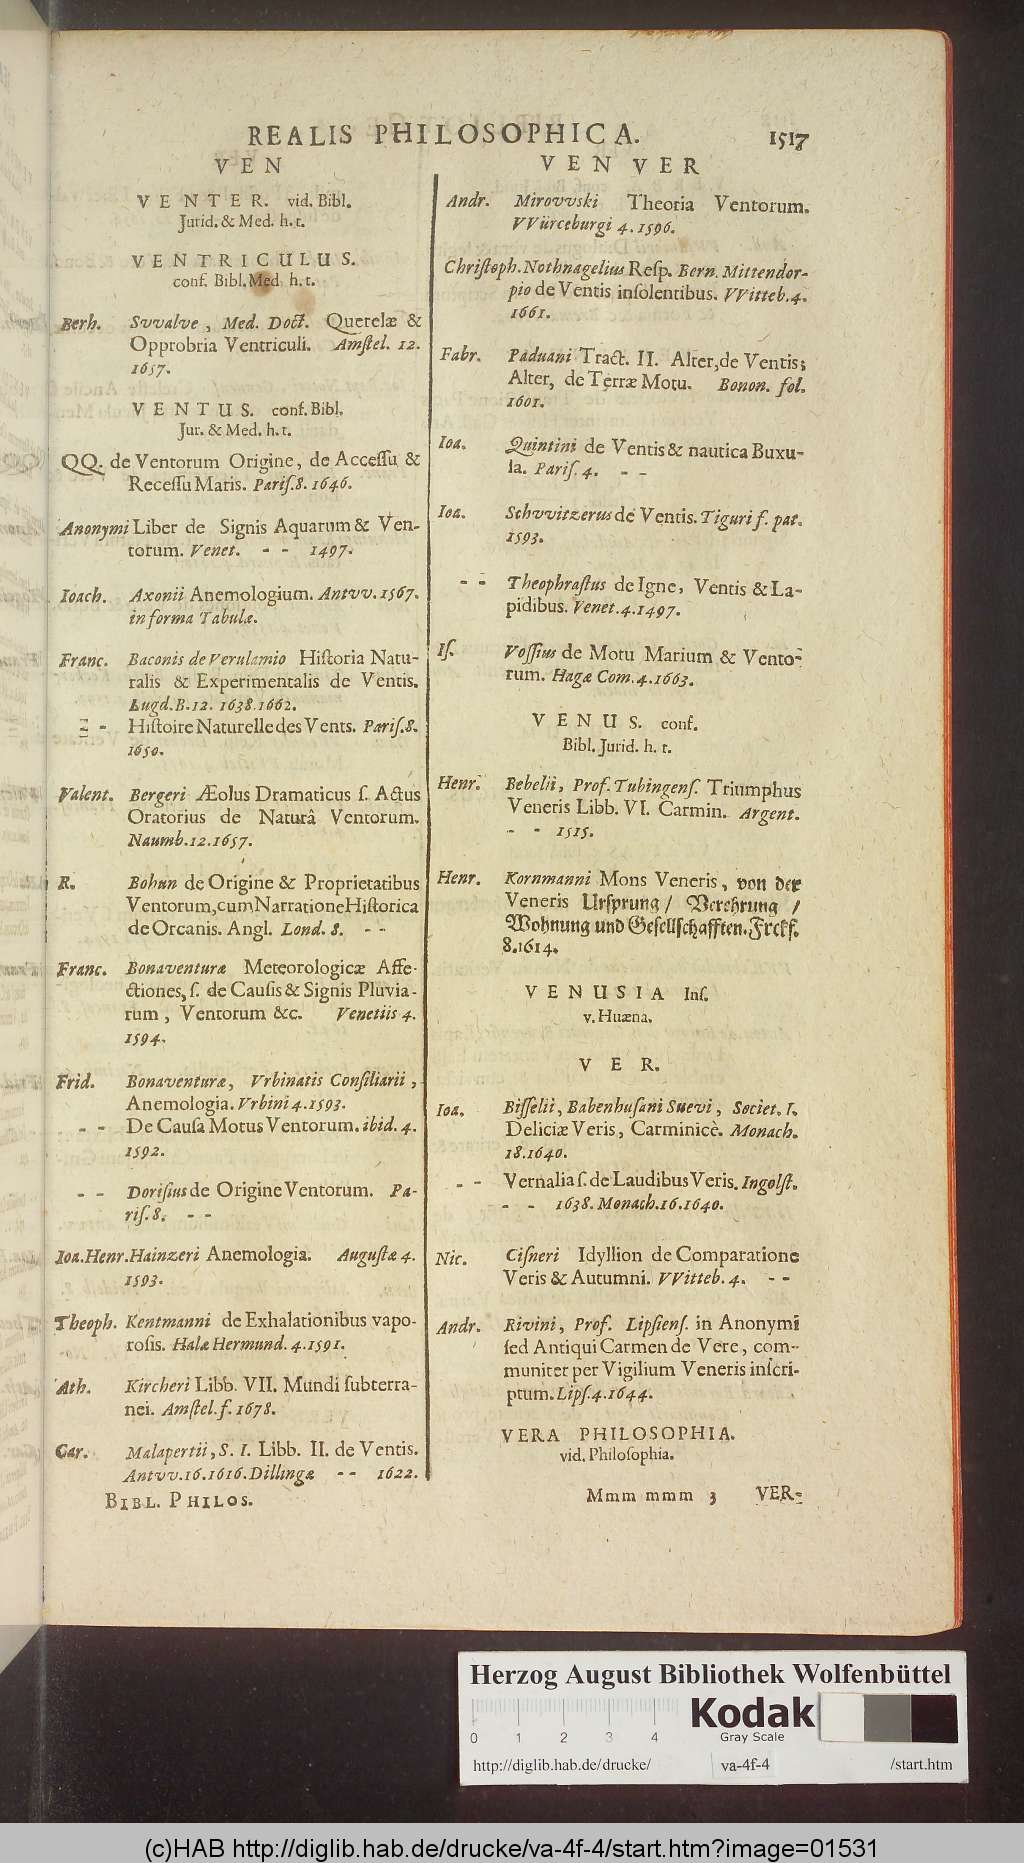 REALIS PHILOSOPHICA. 1517
VEN
VENTER. vid. Bibl.
Jurid. & Med. h. t.
VENTRICULUS.
conf. Bibl. Med. h. t.
Berh. Svvalve, Med. Doct. Querelæ &
Opprobria Ventriculi. Amstel. 12.
1657.
VENTUS. conf. Bibl.
Jur. & Med. h. t.
QQ. de Ventorum Origine, de Accessu &
Recessu Maris. Paris. 8. 1646.
Anonymi Liber de Signis Aquarum & Ven-
torum. Venet. - - 1497.
Ioach. Axonii Anemologium. Antvv. 1567.
in forma Tabulæ.
Franc. Baconis de Verulamio Historia Natu-
ralis & Experimentalis de Ventis.
Lugd. B. 12. 1638. 1662.
- - Histoire Naturelle des Vents. Paris. 8.
1650.
Valent. Bergeri Æolus Dramaticus s. Actus
Oratorius de Naturâ Ventorum.
Naumb. 12. 1657.
R. Bohun de Origine & Proprietatibus
Ventorum, cum Narratione Historica
de Orcanis. Angl. Lond. 8. - -
Franc. Bonaventuræ Meteorologicæ Affe-
ctiones, s. de Causis & Signis Pluvia-
rum, Ventorum &c. Venetiis 4.
1594.
Frid. Bonaventuræ, Vrbinatis Consiliarii,
Anemologia. Vrbini 4. 1593.
- - De Causa Motus Ventorum. ibid. 4.
1592.
- - Dorisius de Origine Ventorum. Pa-
ris. 8. - -
Ioa. Henr. Hainzeri Anemologia. Augustæ 4.
1593.
Theoph. Kentmanni de Exhalationibus vapo-
rosis. Halæ Hermund. 4. 1591.
Ath. Kircheri Libb. VII. Mundi subterra-
nei. Amstel. f. 1678.
Car. Malapertii, S. I. Libb. II. de Ventis.
Antvv. 16. 1616. Dillingæ - - 1622.
BIBL. PHILOS.
VEN VER
Andr. Mirovvski Theoria Ventorum.
VVürceburgi 4. 1596.
Christoph. Nothnagelius Resp. Bern. Mittendor-
pio de Ventis insolentibus. VVitteb. 4.
1661.
Fabr. Paduani Tract. II. Alter, de Ventis;
Alter, de Terræ Motu. Bonon. fol.
1601.
Ioa. Quintini de Ventis & nautica Buxu-
la. Paris. 4. - -
Ioa. Schvvitzerus de Ventis. Tiguri f. pat.
1593.
- - Theophrastus de Igne, Ventis & La-
pidibus. Venet. 4. 1497.
Is. Vossius de Motu Marium & Vento-
rum. Hagæ Com. 4. 1663.
VENUS. conf.
Bibl. Jurid. h. t.
Henr. Bebelii, Prof. Tubingens. Triumphus
Veneris Libb. VI. Carmin. Argent.
- - 1515.
Henr. Kornmanni Mons Veneris, von der
Veneris Ursprung / Verehrung /
Wohnung und Gesellschafften. Frckf.
8. 1614.
VENUSIA Ins.
v. Huæna.
VER.
Ioa. Bisselii, Babenhusani Suevi, Societ. I.
Deliciæ Veris, Carminicè. Monach.
18. 1640.
- - Vernalia s. de Laudibus Veris. Ingolst.
- - 1638. Monach. 16. 1640.
Nic. Cisneri Idyllion de Comparatione
Veris & Autumni. VVitteb. 4. - -
Andr. Rivini, Prof. Lipsiens. in Anonymi
sed Antiqui Carmen de Vere, com-
muniter per Vigilium Veneris inscri-
ptum. Lips. 4. 1644.
VERA PHILOSOPHIA.
vid. Philosophia.
Mmm mmm 3 VER-
Herzog August Bibliothek Wolfenbüttel
0 1 2 3 4
Kodak
Gray Scale
http://diglib.hab.de/drucke/ va-4f-4 /start.htm
(c)HAB http://diglib.hab.de/drucke/va-4f-4/start.htm?image=01531